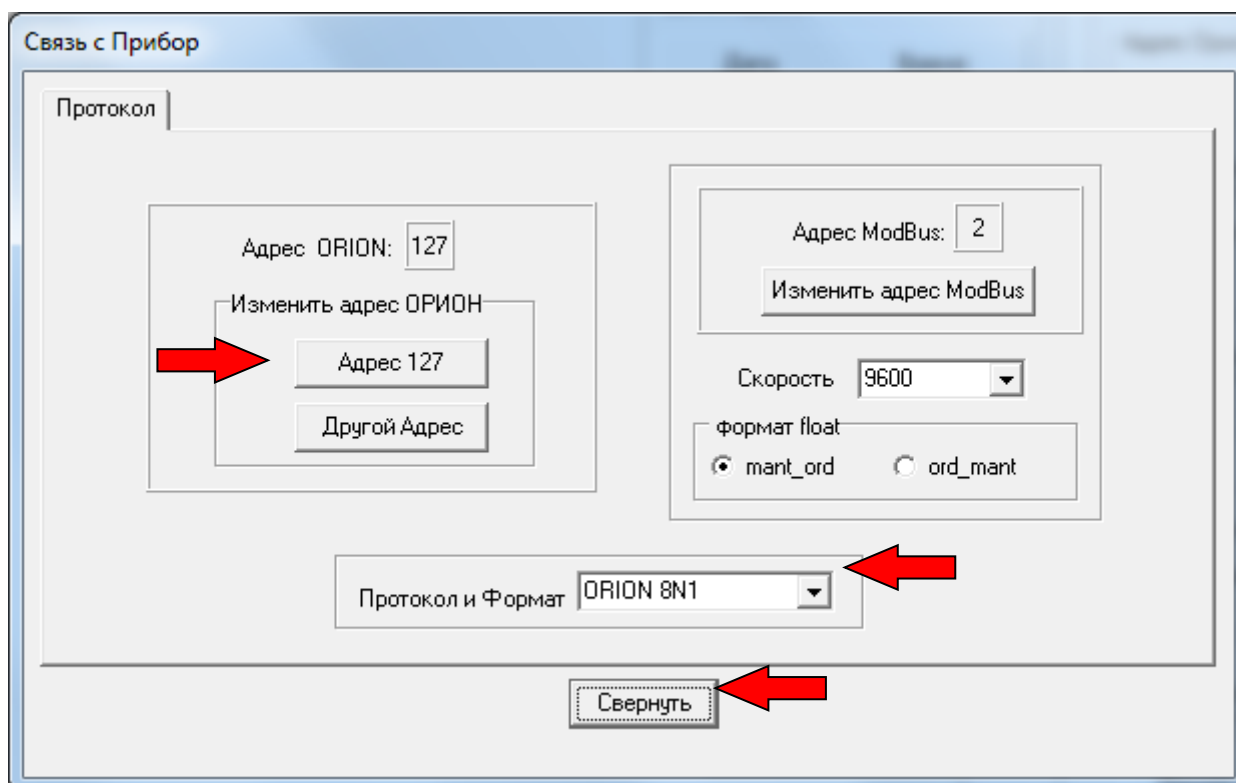 Связь с Прибор
Протокол
Адрес ORION: 127
Изменить адрес ОРИОН
Адрес 127
Другой Адрес
Адрес ModBus: 2
Изменить адрес ModBus
Скорость 9600
формат float
mant_ord ord_mant
Протокол и Формат ORION 8N1
Свернуть